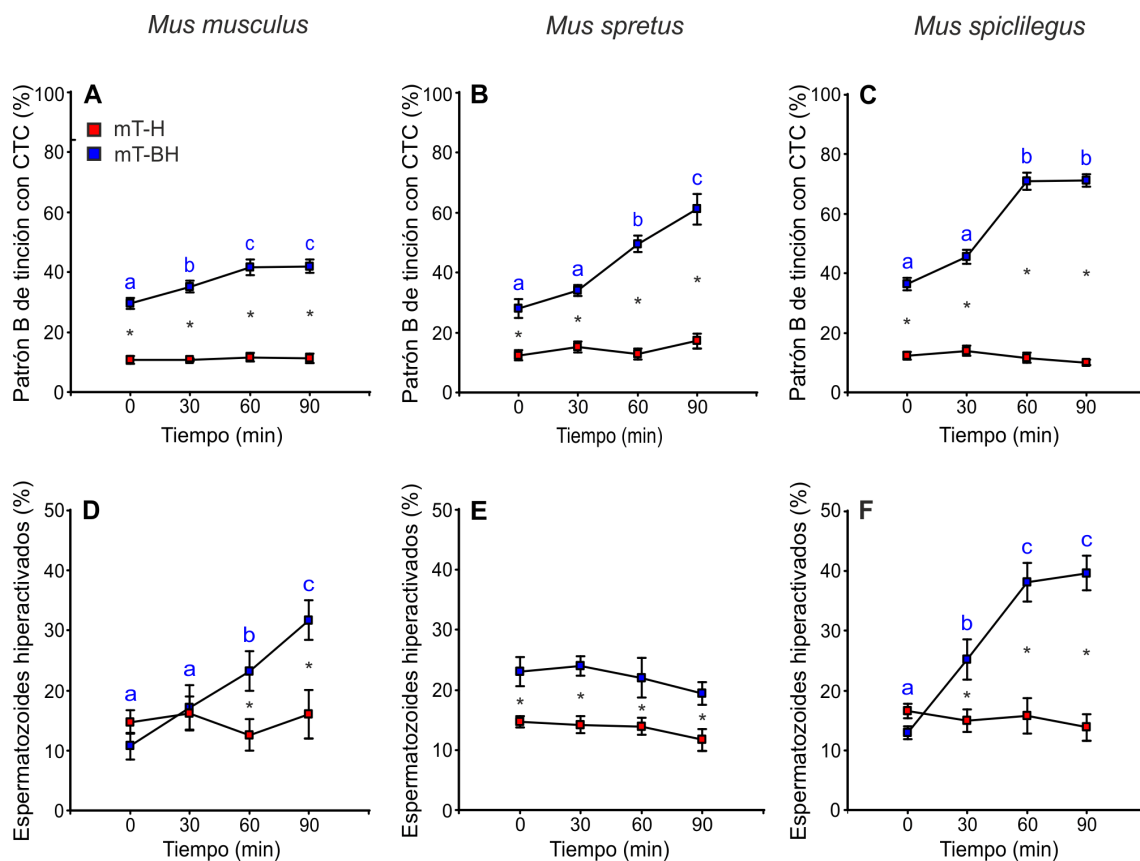 Mus musculus
Mus spretus
Mus spiclilegus
A
mT-H
mT-BH
Patrón B de tinción con CTC (%)
100
80
60
40
20
0
a
b
c
c
*
*
*
*
0 30 60 90
Tiempo (min)
B
Patrón B de tinción con CTC (%)
100
80
60
40
20
0
a
a
b
c
*
*
*
*
0 30 60 90
Tiempo (min)
C
Patrón B de tinción con CTC (%)
100
80
60
40
20
0
a
a
b
b
*
*
*
*
0 30 60 90
Tiempo (min)
D
Espermatozoides hiperactivados (%)
50
40
30
20
10
0
a
a
b
c
*
*
0 30 60 90
Tiempo (min)
E
Espermatozoides hiperactivados (%)
50
40
30
20
10
0
*
*
*
*
0 30 60 90
Tiempo (min)
F
Espermatozoides hiperactivados (%)
50
40
30
20
10
0
a
b
c
c
*
*
*
0 30 60 90
Tiempo (min)